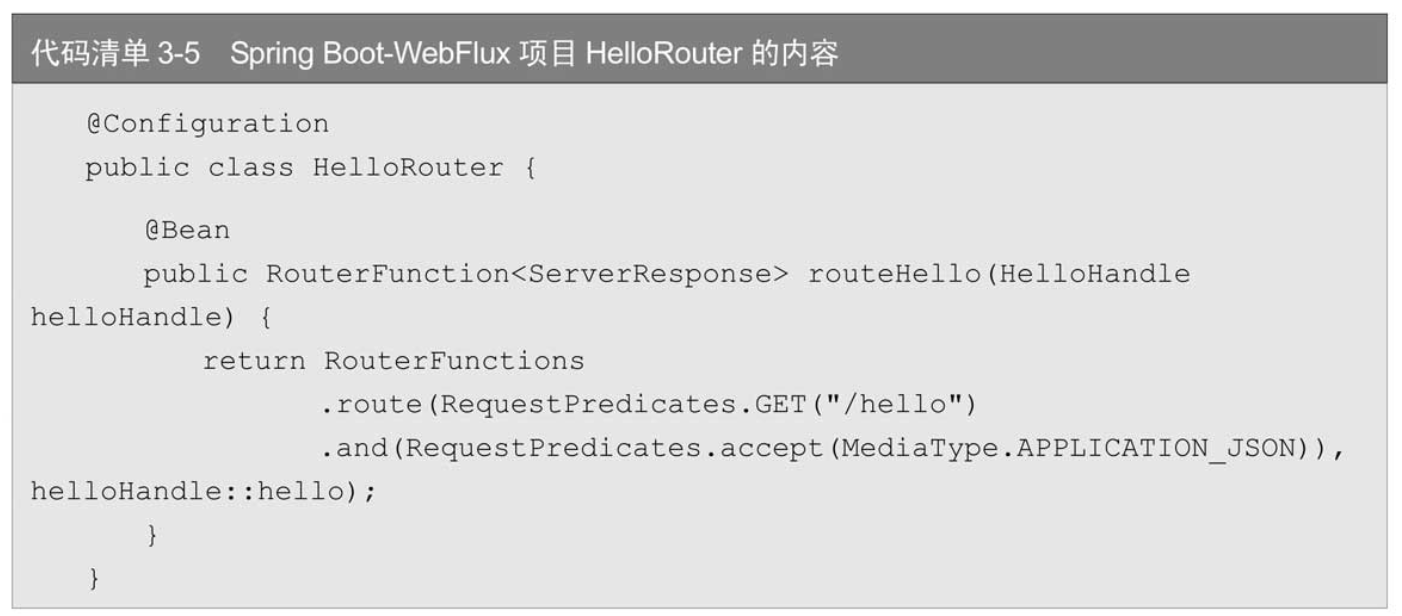 代码清单 3-5 Spring Boot-WebFlux 项目 HelloRouter 的内容
@Configuration
public class HelloRouter {
@Bean
public RouterFunction<ServerResponse> routeHello(HelloHandle
helloHandle) {
return RouterFunctions
.route(RequestPredicates.GET("/hello")
.and(RequestPredicates.accept(MediaType.APPLICATION_JSON)),
helloHandle::hello);
}
}